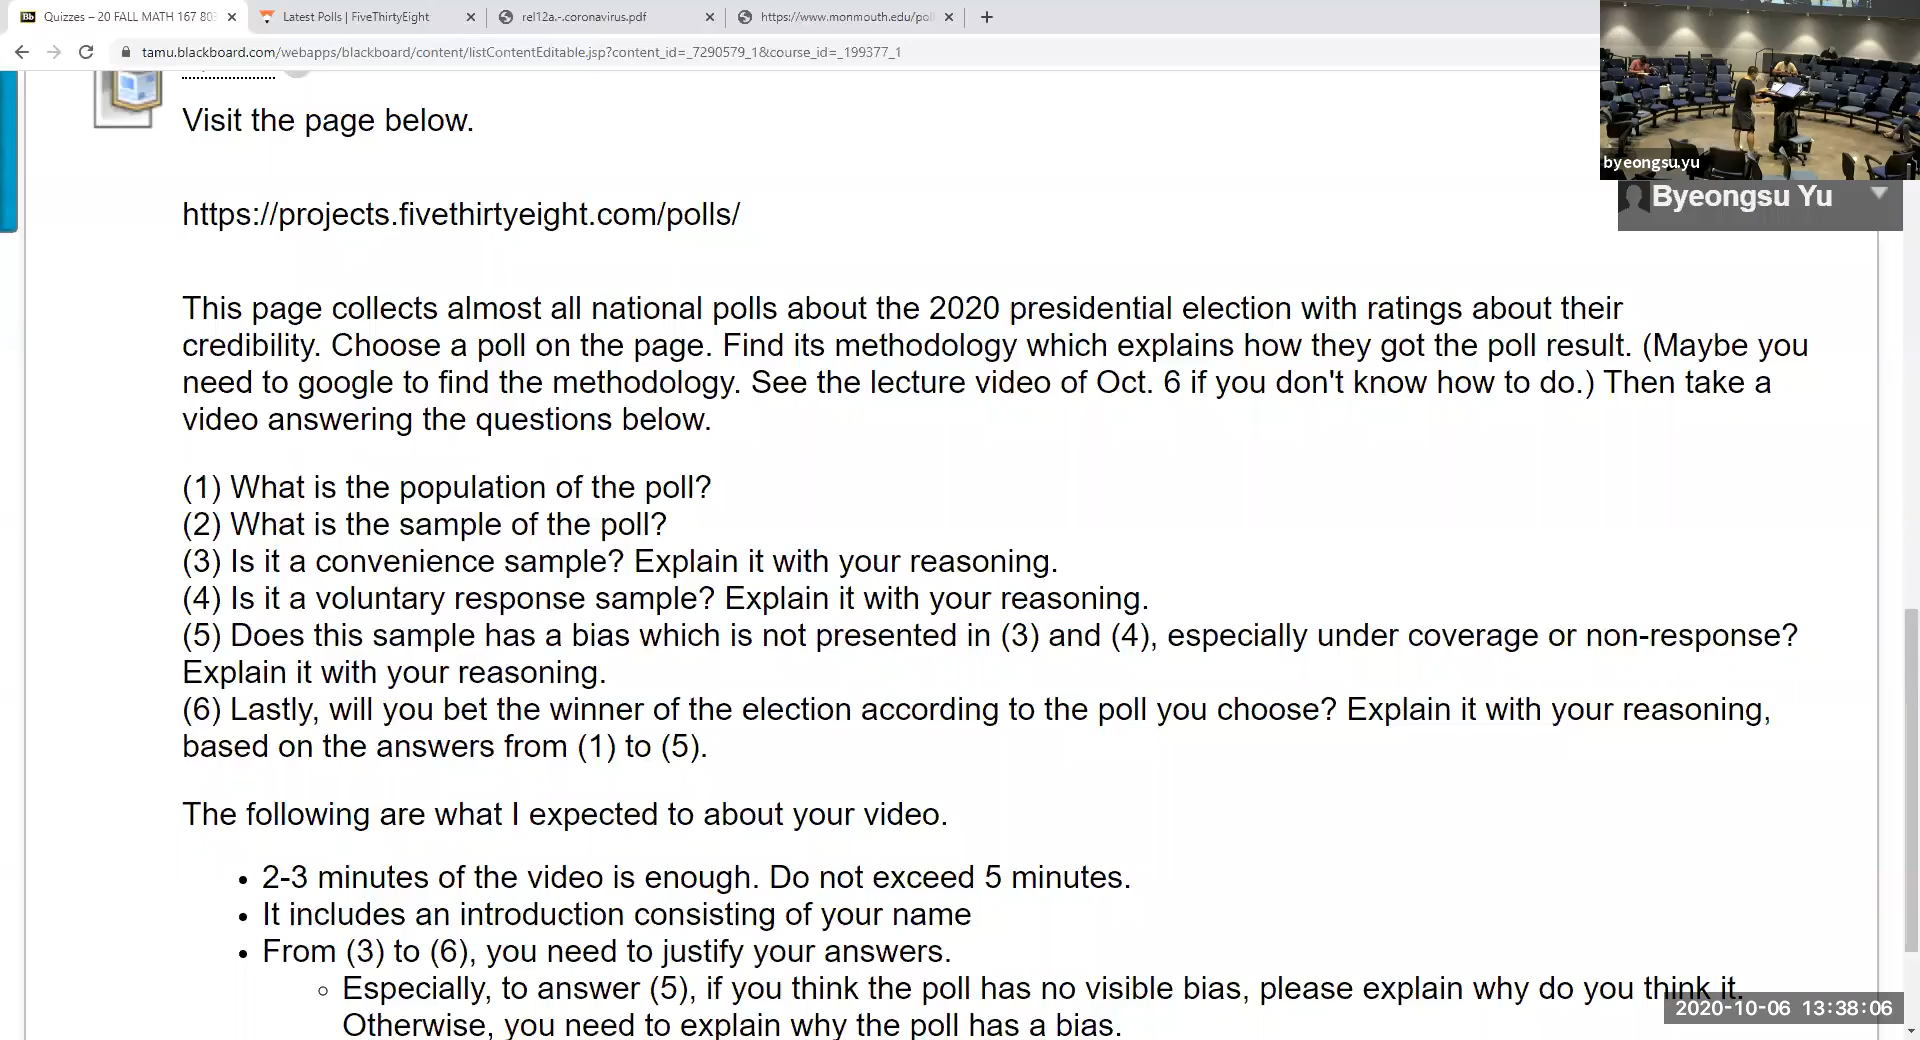 Quizzes – 20 FALL MATH 167 803
Latest Polls | FiveThirtyEight
rel12a.-.coronavirus.pdf
https://www.monmouth.edu/poll
tamu.blackboard.com/webapps/blackboard/content/listContentEditable.jsp?content_id=_7290579_1&course_id=_199377_1
byeongsu.yu
Byeongsu Yu
Visit the page below.
https://projects.fivethirtyeight.com/polls/
This page collects almost all national polls about the 2020 presidential election with ratings about their
credibility. Choose a poll on the page. Find its methodology which explains how they got the poll result. (Maybe you
need to google to find the methodology. See the lecture video of Oct. 6 if you don't know how to do.) Then take a
video answering the questions below.
(1) What is the population of the poll?
(2) What is the sample of the poll?
(3) Is it a convenience sample? Explain it with your reasoning.
(4) Is it a voluntary response sample? Explain it with your reasoning.
(5) Does this sample has a bias which is not presented in (3) and (4), especially under coverage or non-response?
Explain it with your reasoning.
(6) Lastly, will you bet the winner of the election according to the poll you choose? Explain it with your reasoning,
based on the answers from (1) to (5).
The following are what I expected to about your video.
• 2-3 minutes of the video is enough. Do not exceed 5 minutes.
• It includes an introduction consisting of your name
• From (3) to (6), you need to justify your answers.
◦ Especially, to answer (5), if you think the poll has no visible bias, please explain why do you think it.
Otherwise, you need to explain why the poll has a bias.
2020-10-06 13:38:06